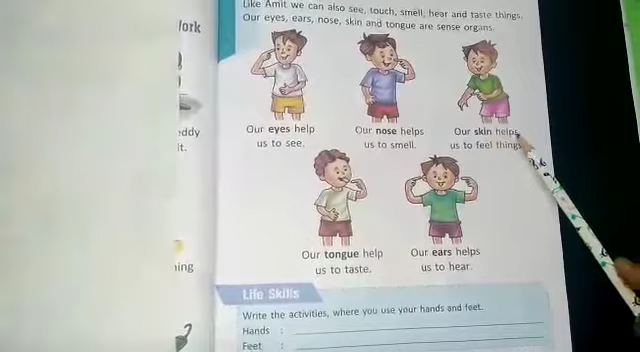 Like Amit we can also see, touch, smell, hear and taste things.
Our eyes, ears, nose, skin and tongue are sense organs.
Our eyes help
us to see.
Our nose helps
us to smell.
Our skin helps
us to feel things
Our tongue help
us to taste.
Our ears helps
us to hear.
Life Skills
Write the activities, where you use your hands and feet.
Hands :
Feet :